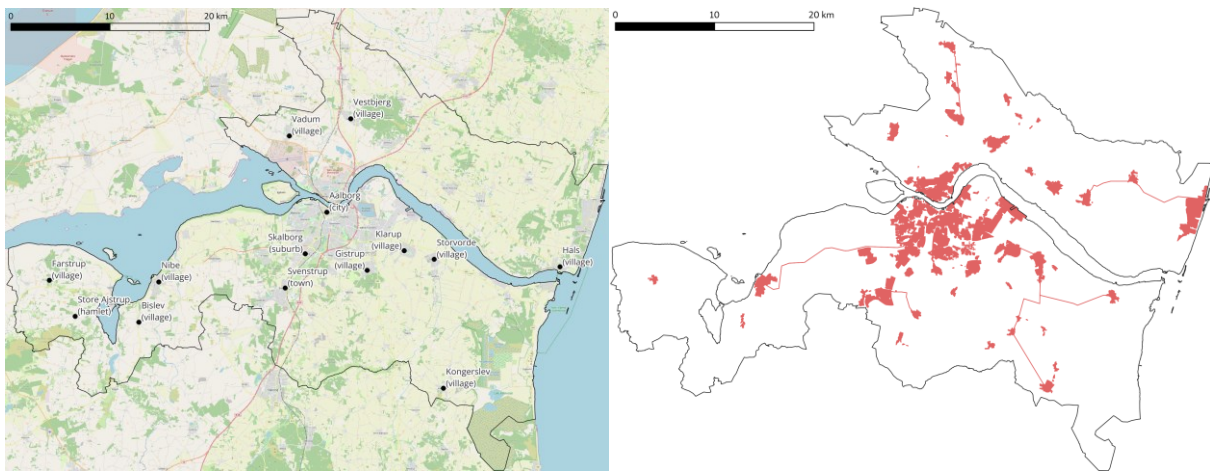 0 10 20 km
0 10 20 km
Vestbjerg
(village)
Vadum
(village)
Aalborg
(city)
Skalborg
(suburb)
Klarup
(village)
Storvorde
(village)
Gistrup
(village)
Hals
(village)
Farstrup
(village)
Nibe
(village)
Svenstrup
(town)
Store Ajstrup
(hamlet)
Bislev
(village)
Kongerslev
(village)